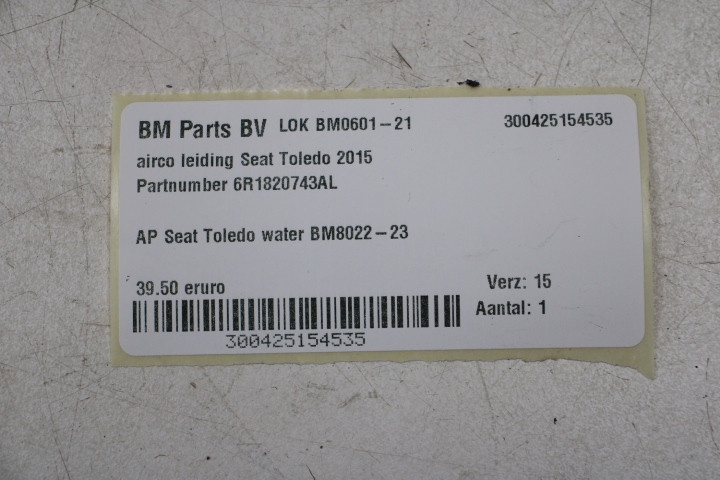 BM Parts BV LOK BM0601-21 300425154535
airco leiding Seat Toledo 2015
Partnumber 6R1820743AL
AP Seat Toledo water BM8022-23
39.50 eruro Verz: 15
Aantal: 1
300425154535